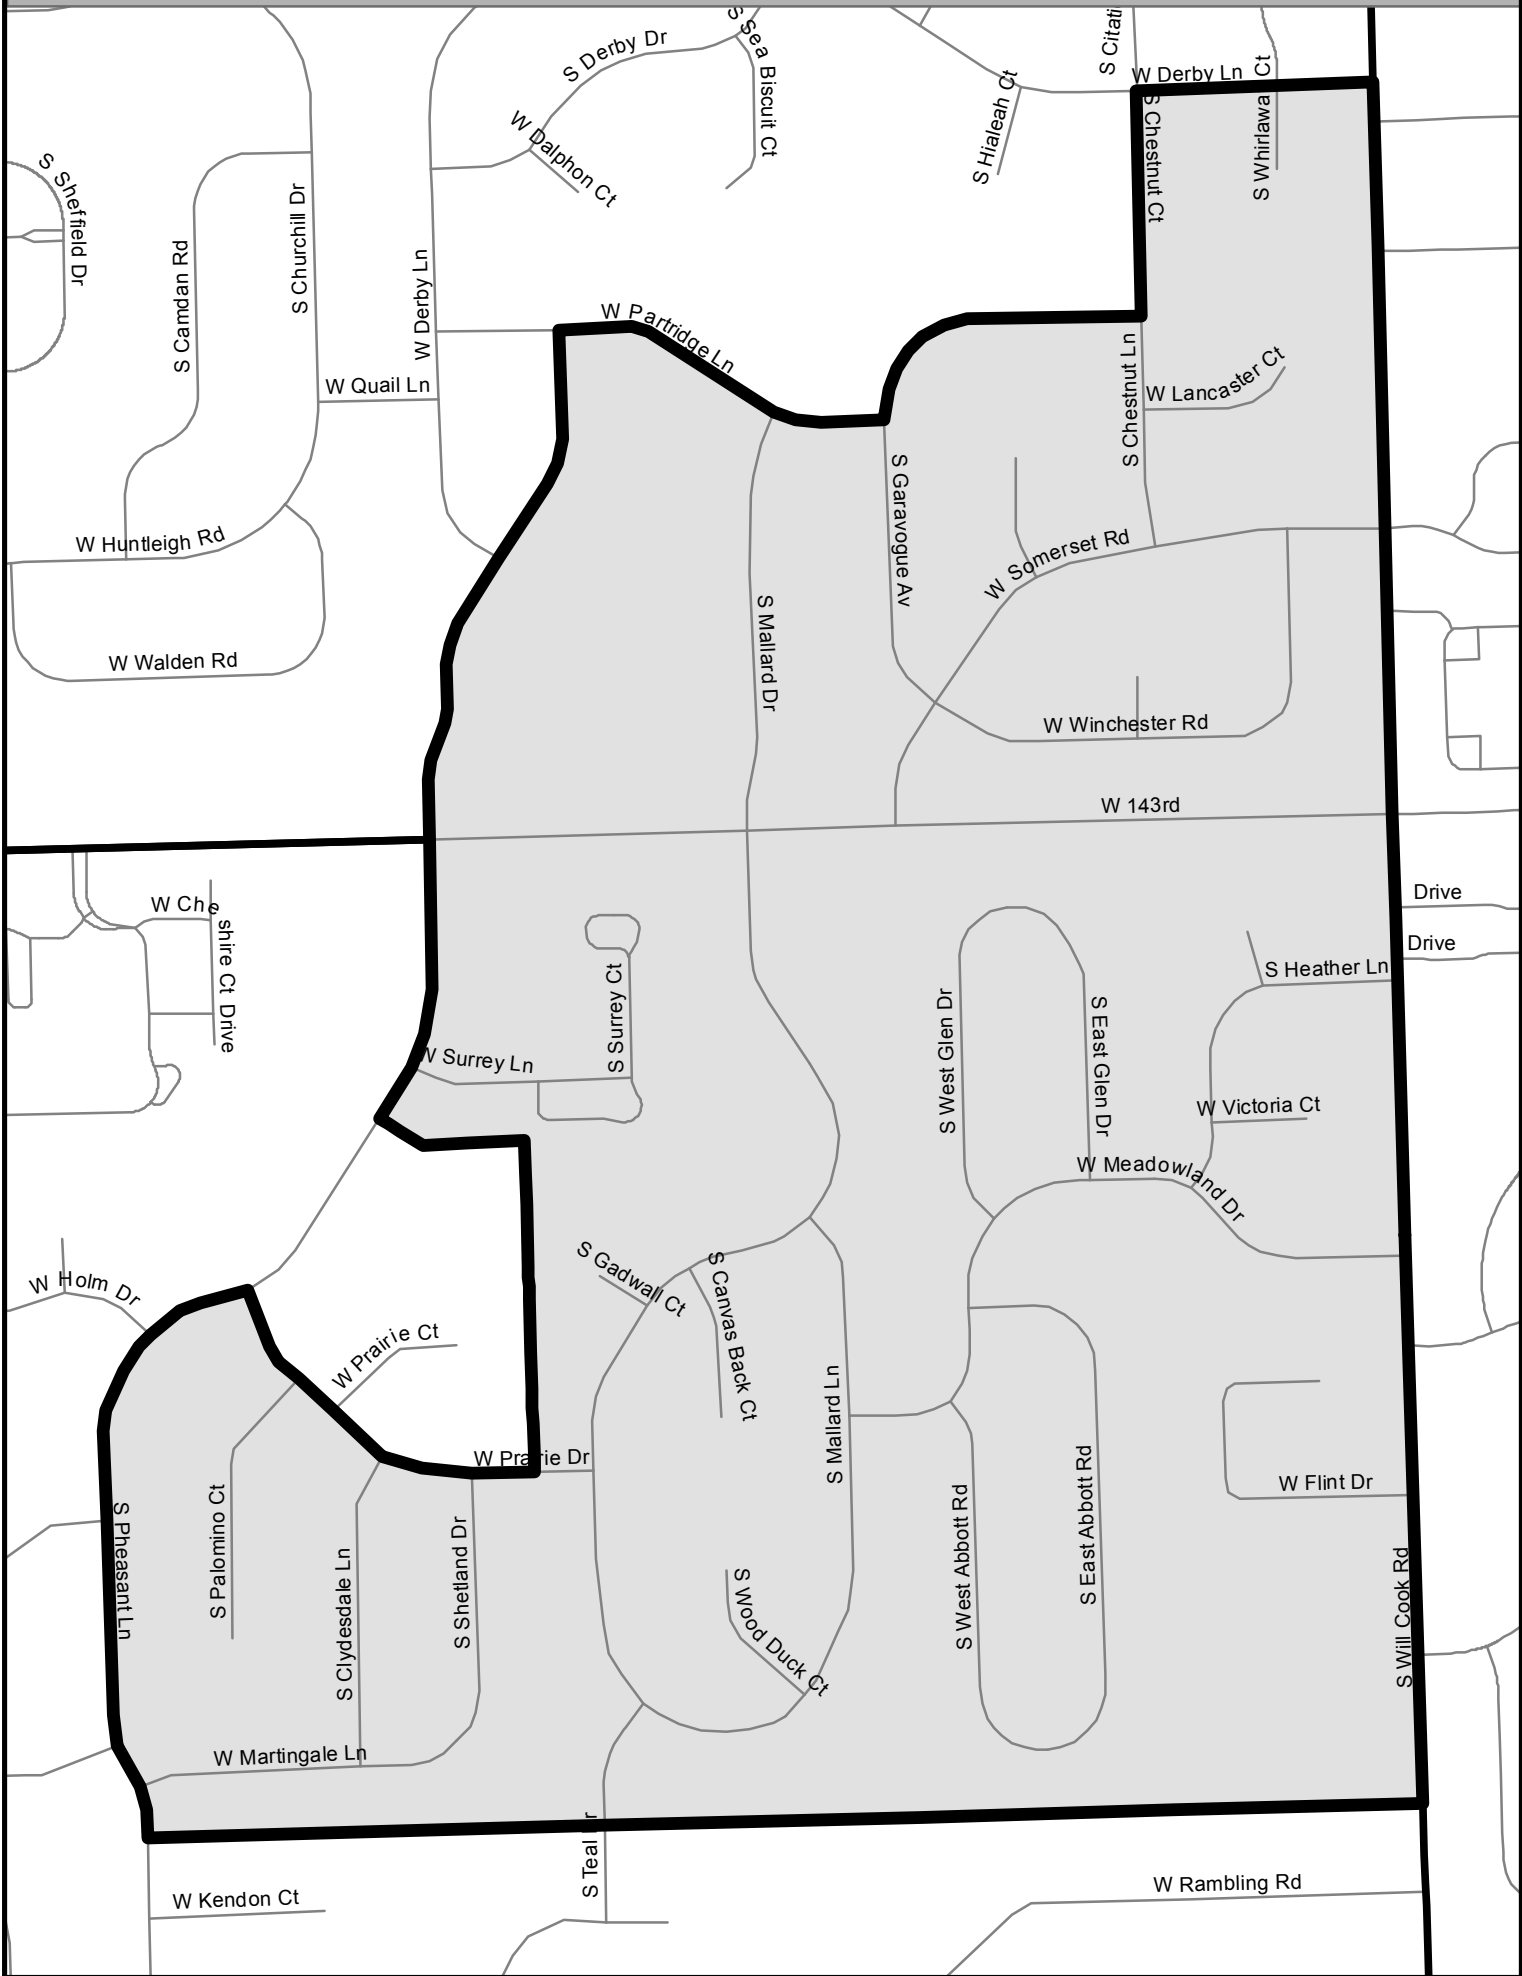 S Derby Dr
S Sea Biscuit Ct
S Citati
W Derby Ln
S Whirlawa Ct
S Hialeah Ct
S Chestnut Ct
W Dalphon Ct
S Sheffield Dr
S Camdan Rd
S Churchill Dr
W Derby Ln
W Partridge Ln
W Quail Ln
S Chestnut Ln
W Lancaster Ct
S Garavogue Av
W Huntleigh Rd
W Somerset Rd
S Mallard Dr
W Walden Rd
W Winchester Rd
W 143rd
W Cheshire Ct Drive
Drive
Drive
S Surrey Ct
W Surrey Ln
S West Glen Dr
S East Glen Dr
S Heather Ln
W Victoria Ct
W Meadowland Dr
W Holm Dr
S Gadwall Ct
S Canvas Back Ct
W Prairie Ct
S Mallard Ln
W Prairie Dr
W Flint Dr
S Pheasant Ln
S Palomino Ct
S Clydesdale Ln
S Shetland Dr
S Wood Duck Ct
S West Abbott Rd
S East Abbott Rd
S Will Cook Rd
W Martingale Ln
S Teal Dr
W Kendon Ct
W Rambling Rd